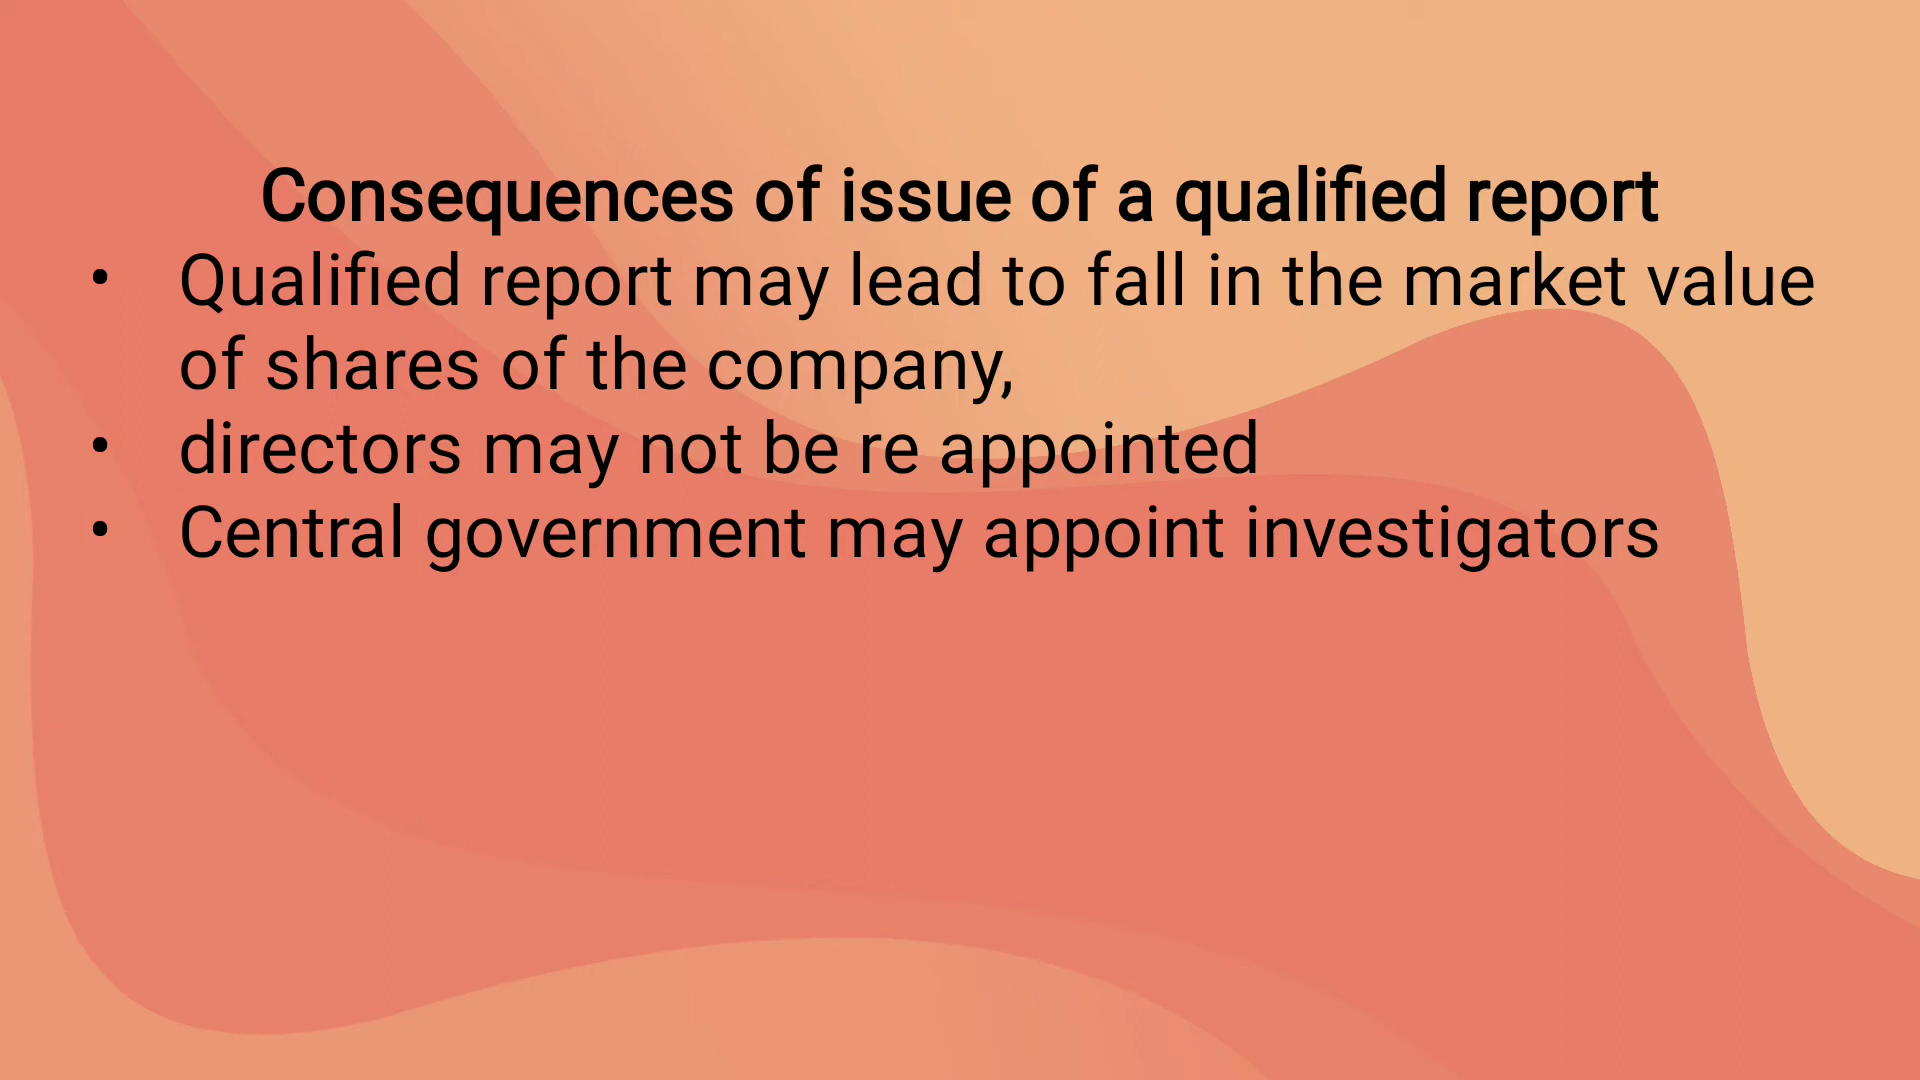 Consequences of issue of a qualified report
• Qualified report may lead to fall in the market value
of shares of the company,
• directors may not be re appointed
• Central government may appoint investigators